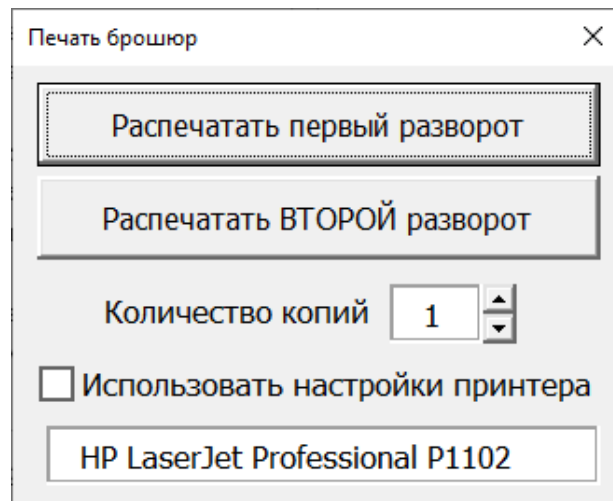 Печать брошюр
Распечатать первый разворот
Распечатать ВТОРОЙ разворот
Количество копий 1
Использовать настройки принтера
HP LaserJet Professional P1102